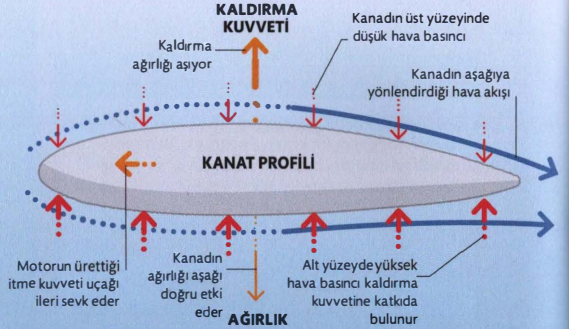 KALDIRMA
KUVVETİ
Kaldırma
ağırlığı aşıyor
Kanadın üst yüzeyinde
düşük hava basıncı
Kanadın aşağıya
yönlendirdiği hava akışı
KANAT PROFİLİ
Motorun ürettiği
itme kuvveti uçağı
ileri sevk eder
Kanadın
ağırlığı aşağı
doğru etki
eder
AĞIRLIK
Alt yüzeyde yüksek
hava basıncı kaldırma
kuvvetine katkıda
bulunur